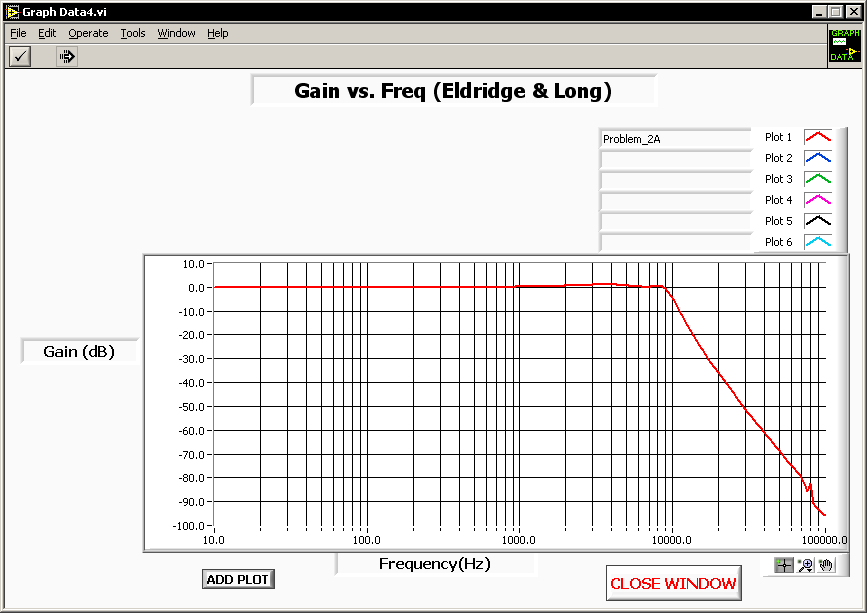 Graph Data4.vi
File Edit Operate Tools Window Help
GRAPH
DATA
Gain vs. Freq (Eldridge & Long)
Problem_2A Plot 1
Plot 2
Plot 3
Plot 4
Plot 5
Plot 6
10.0
0.0
-10.0
-20.0
-30.0
-40.0
-50.0
-60.0
-70.0
-80.0
-90.0
-100.0
Gain (dB)
10.0 100.0 1000.0 10000.0 100000.0
Frequency(Hz)
ADD PLOT
CLOSE WINDOW